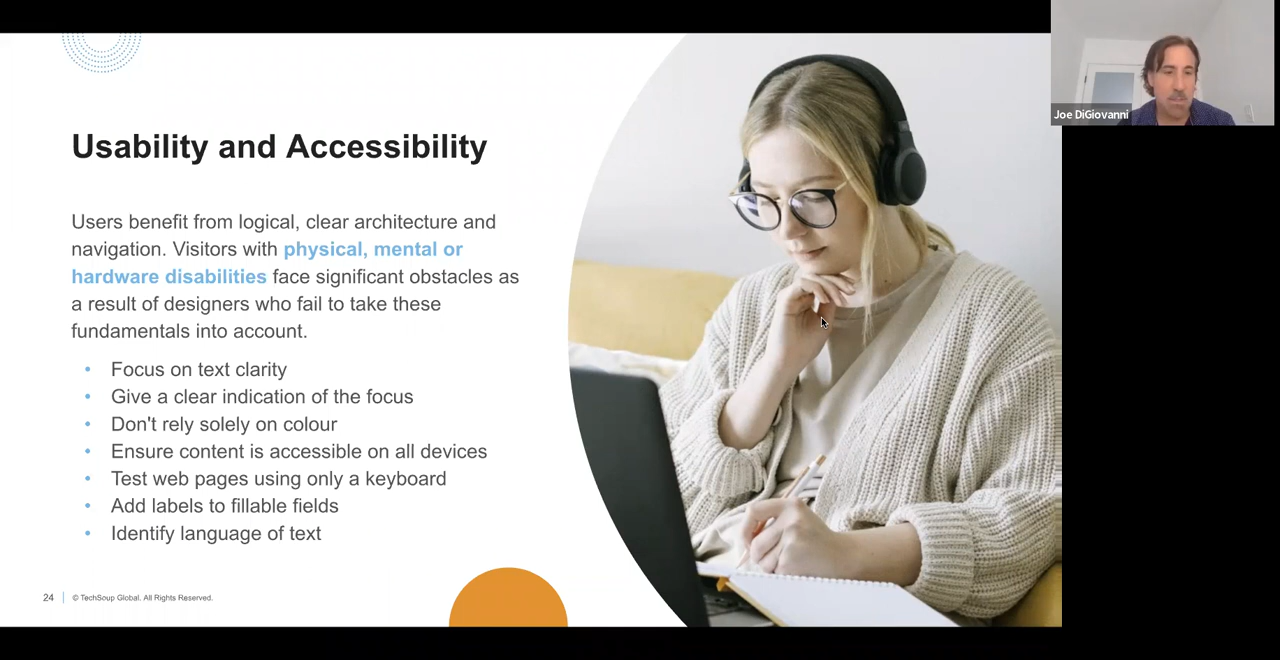 Joe DiGiovanni
Usability and Accessibility
Users benefit from logical, clear architecture and
navigation. Visitors with physical, mental or
hardware disabilities face significant obstacles as
a result of designers who fail to take these
fundamentals into account.
• Focus on text clarity
• Give a clear indication of the focus
• Don't rely solely on colour
• Ensure content is accessible on all devices
• Test web pages using only a keyboard
• Add labels to fillable fields
• Identify language of text
24 | © TechSoup Global. All Rights Reserved.